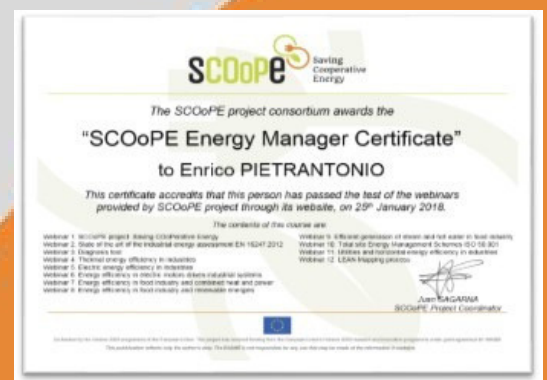 SCOoPE
Saving
Cooperative
Energy
The SCOoPE project consortium awards the
"SCOoPE Energy Manager Certificate"
to Enrico PIETRANTONIO
This certificate accredits that this person has passed the test of the webinars
provided by SCOoPE project through its website, on 25th January 2018.
The contents of this course are:
Webinar 1. SCOoPE project: Saving COOPerative Energy
Webinar 2. State of the art of the industrial energy assessment EN 16247:2012
Webinar 3. Diagnosis tool
Webinar 4. Thermal energy efficiency in industries
Webinar 5. Electric energy efficiency in industries
Webinar 6. Energy efficiency in electric motors driven industrial systems
Webinar 7. Energy efficiency in food industry and combined heat and power
Webinar 8. Energy efficiency in food industry and renewable energies
Webinar 9. Efficient generation of steam and hot water in food industry
Webinar 10. Total site Energy Management Schemes ISO 50.001
Webinar 11. Utilities and horizontal energy efficiency in industries
Webinar 12. LEAN Mapping process
Juan SAGARNA
SCOoPE Project Coordinator